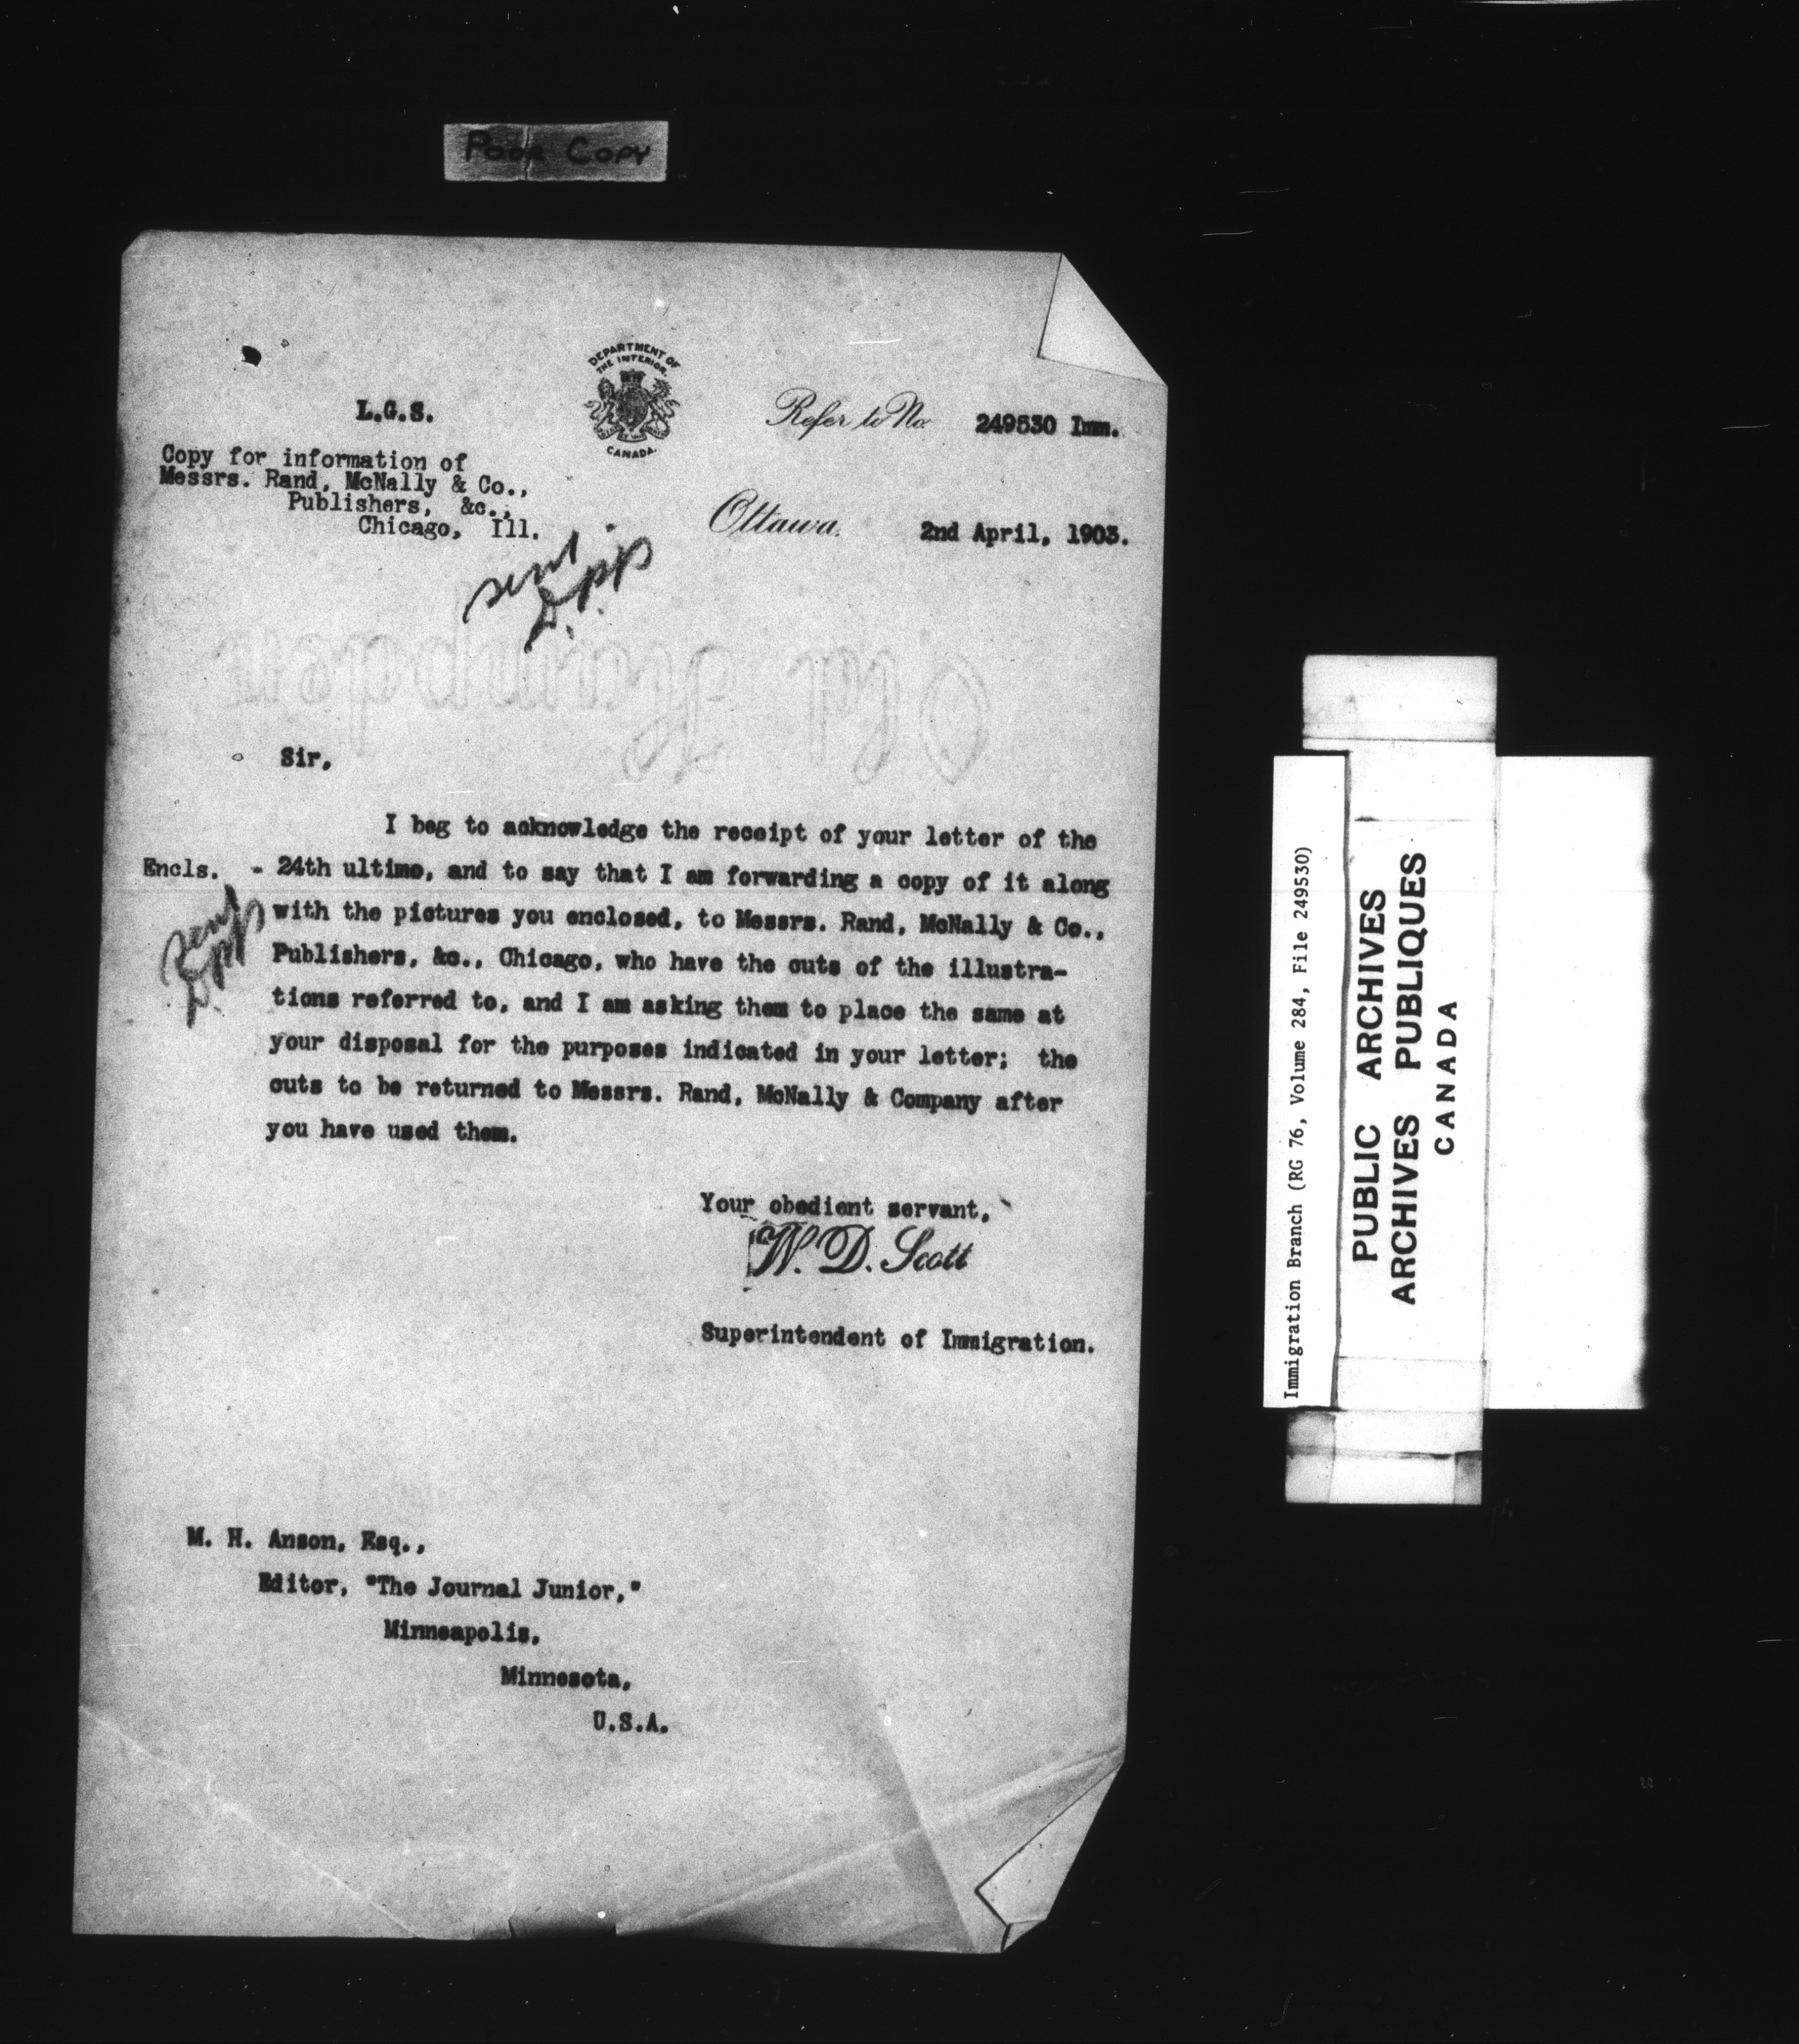 Poor Copy
DEPARTMENT OF
THE INTERIOR.
CANADA.
L.G.S.
Refer to No. 249530 Imm.
Copy for information of
Messrs. Rand, McNally & Co.,
Publishers, &c.,
Chicago, Ill.
Ottawa, 2nd April, 1903.
sent
D.pp
Sir,
I beg to acknowledge the receipt of your letter of the
Encls. - 24th ultimo, and to say that I am forwarding a copy of it along
with the pictures you enclosed, to Messrs. Rand, McNally & Co.,
Publishers, &c., Chicago, who have the cuts of the illustra-
tions referred to, and I am asking them to place the same at
your disposal for the purposes indicated in your letter; the
cuts to be returned to Messrs. Rand, McNally & Company after
you have used them.
sent
D.pp
Your obedient servant,
W. D. Scott
Superintendent of Immigration.
M. H. Anson, Esq.,
Editor, "The Journal Junior,"
Minneapolis,
Minnesota,
U.S.A.
Immigration Branch (RG 76, Volume 284, File 249530)
PUBLIC ARCHIVES
ARCHIVES PUBLIQUES
CANADA